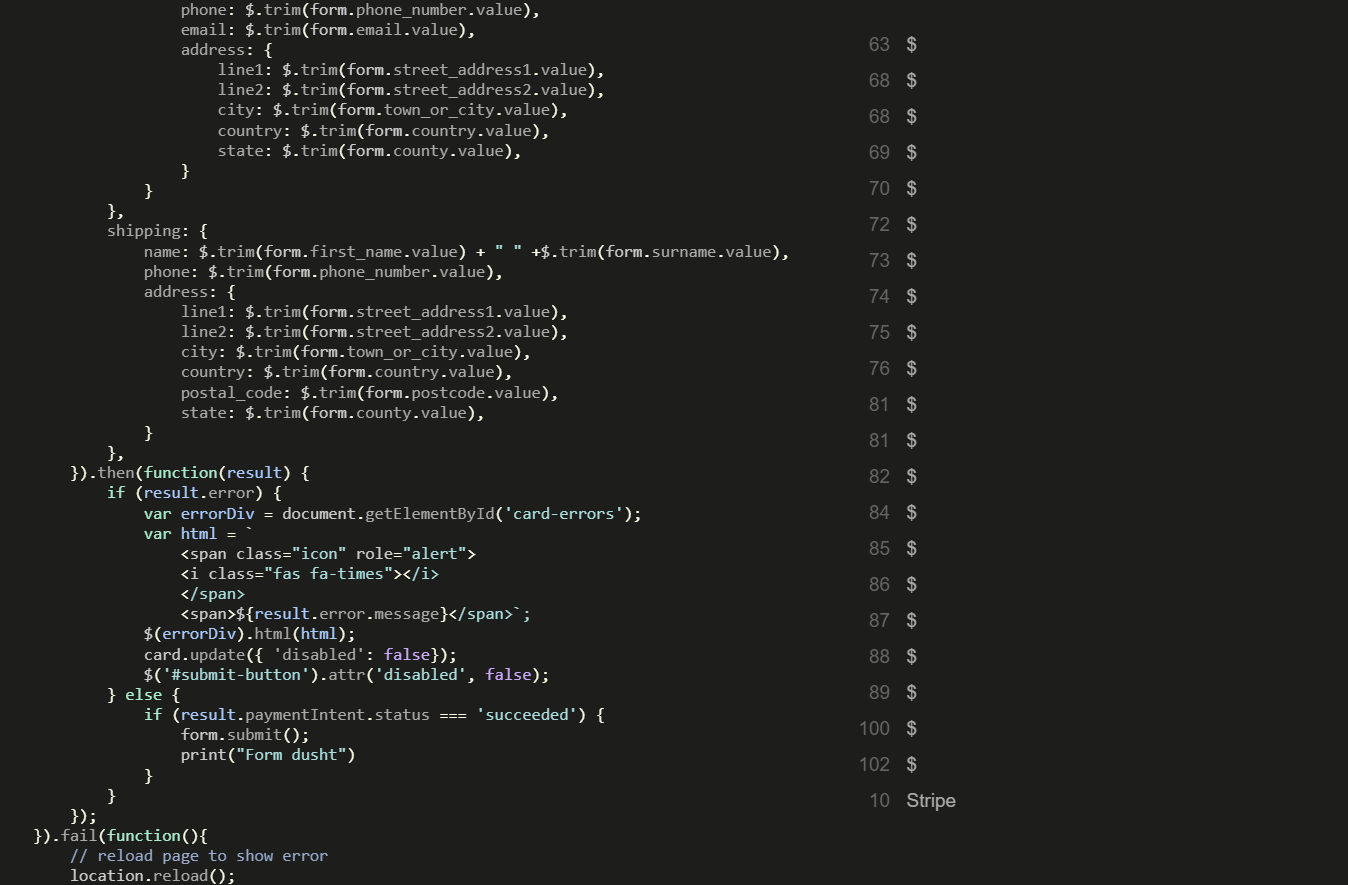 phone: $.trim(form.phone_number.value),
email: $.trim(form.email.value),
address: {
line1: $.trim(form.street_address1.value),
line2: $.trim(form.street_address2.value),
city: $.trim(form.town_or_city.value),
country: $.trim(form.country.value),
state: $.trim(form.county.value),
}
}
},
shipping: {
name: $.trim(form.first_name.value) + " " +$.trim(form.surname.value),
phone: $.trim(form.phone_number.value),
address: {
line1: $.trim(form.street_address1.value),
line2: $.trim(form.street_address2.value),
city: $.trim(form.town_or_city.value),
country: $.trim(form.country.value),
postal_code: $.trim(form.postcode.value),
state: $.trim(form.county.value),
}
},
}).then(function(result) {
if (result.error) {
var errorDiv = document.getElementById('card-errors');
var html = `
<span class="icon" role="alert">
<i class="fas fa-times"></i>
</span>
<span>${result.error.message}</span>`;
$(errorDiv).html(html);
card.update({ 'disabled': false});
$('#submit-button').attr('disabled', false);
} else {
if (result.paymentIntent.status === 'succeeded') {
form.submit();
print("Form dusht")
}
}
});
}).fail(function(){
// reload page to show error
location.reload();
63 $
68 $
68 $
69 $
70 $
72 $
73 $
74 $
75 $
76 $
81 $
81 $
82 $
84 $
85 $
86 $
87 $
88 $
89 $
100 $
102 $
10 Stripe